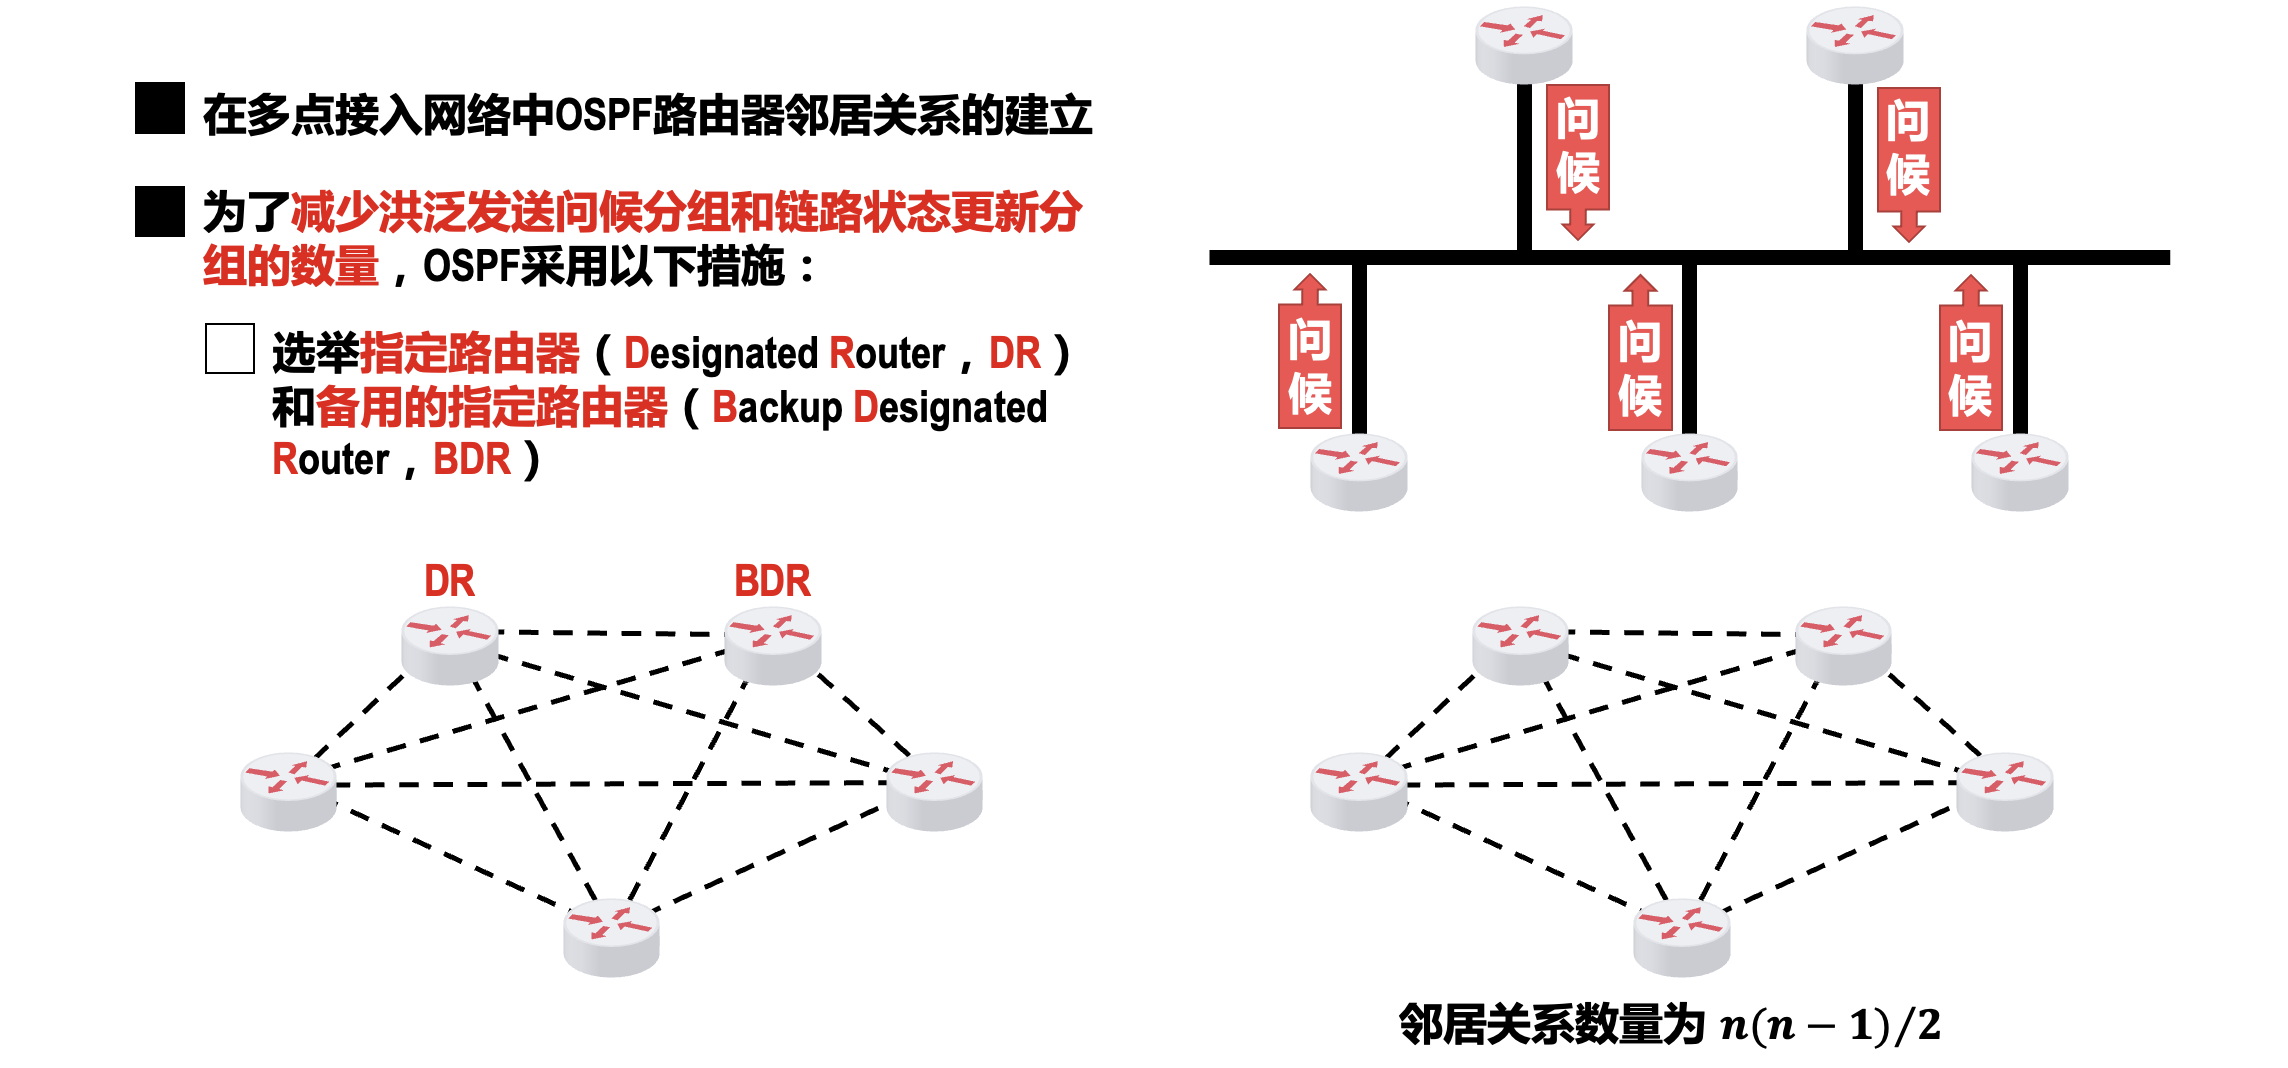 在多点接入网络中OSPF路由器邻居关系的建立
为了减少洪泛发送问候分组和链路状态更新分
组的数量，OSPF采用以下措施：
选举指定路由器（Designated Router，DR）
和备用的指定路由器（Backup Designated
Router，BDR）
问候
问候
问候
问候
问候
DR
BDR
邻居关系数量为 n(n − 1)/2